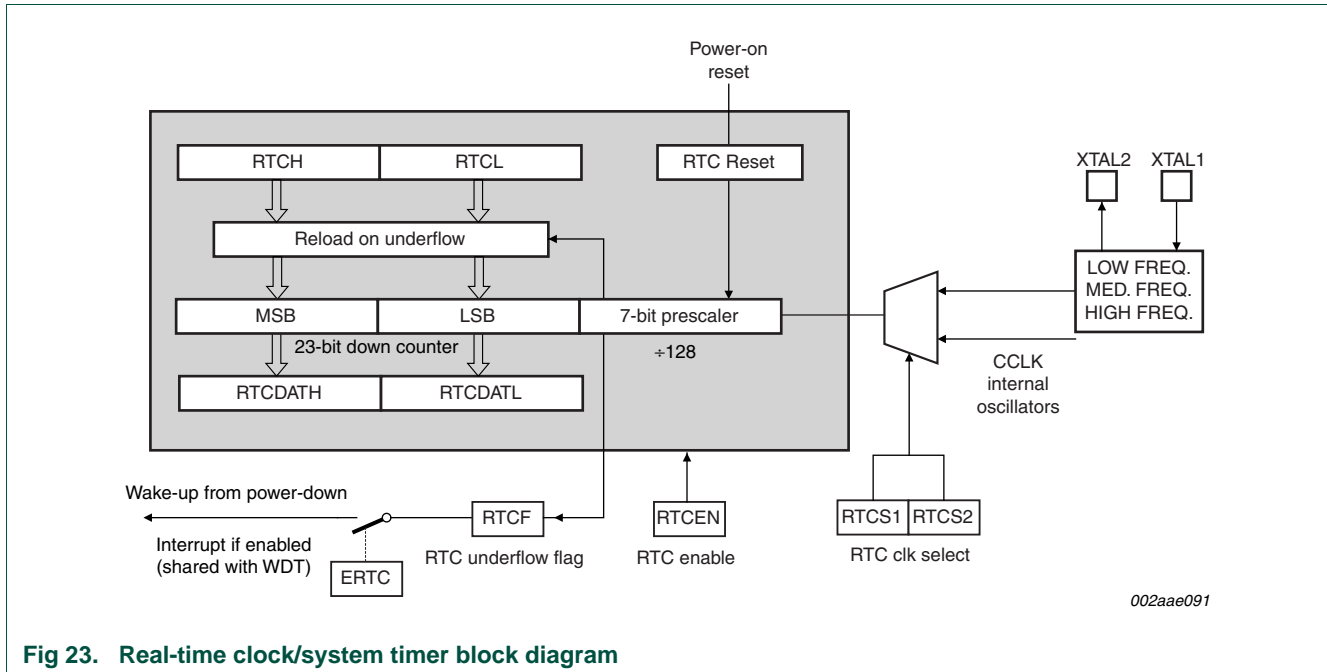 Power-on
reset
RTCH
RTCL
RTC Reset
XTAL2
XTAL1
Reload on underflow
LOW FREQ.
MED. FREQ.
HIGH FREQ.
MSB
LSB
7-bit prescaler
23-bit down counter
÷128
CCLK
internal
oscillators
RTCDATH
RTCDATL
Wake-up from power-down
RTCF
RTCEN
RTCS1
RTCS2
Interrupt if enabled
(shared with WDT)
RTC underflow flag
RTC enable
RTC clk select
ERTC
002aae091
Fig 23. Real-time clock/system timer block diagram